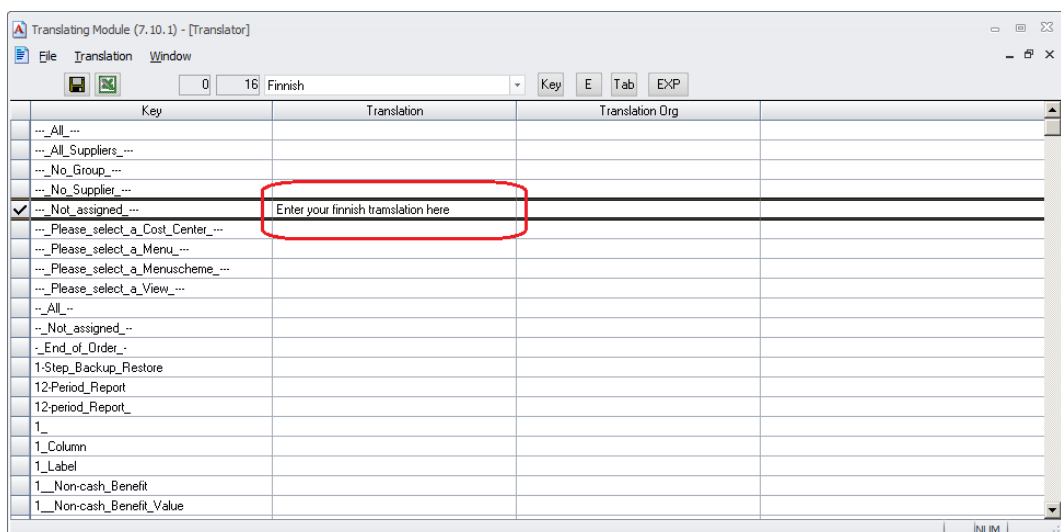 Translating Module (7.10.1) - [Translator]
File Translation Window
0 16 Finnish Key E Tab EXP
Key Translation Translation Org
---_All_---
---_All_Suppliers_---
---_No_Group_---
---_No_Supplier_---
---_Not_assigned_--- Enter your finnish tramslation here
---_Please_select_a_Cost_Center_---
---_Please_select_a_Menu_---
---_Please_select_a_Menuscheme_---
---_Please_select_a_View_---
--_All_--
--_Not_assigned_--
-_End_of_Order_-
1-Step_Backup_Restore
12-Period_Report
12-period_Report_
1_
1_Column
1_Label
1__Non-cash_Benefit
1__Non-cash_Benefit_Value
NUM